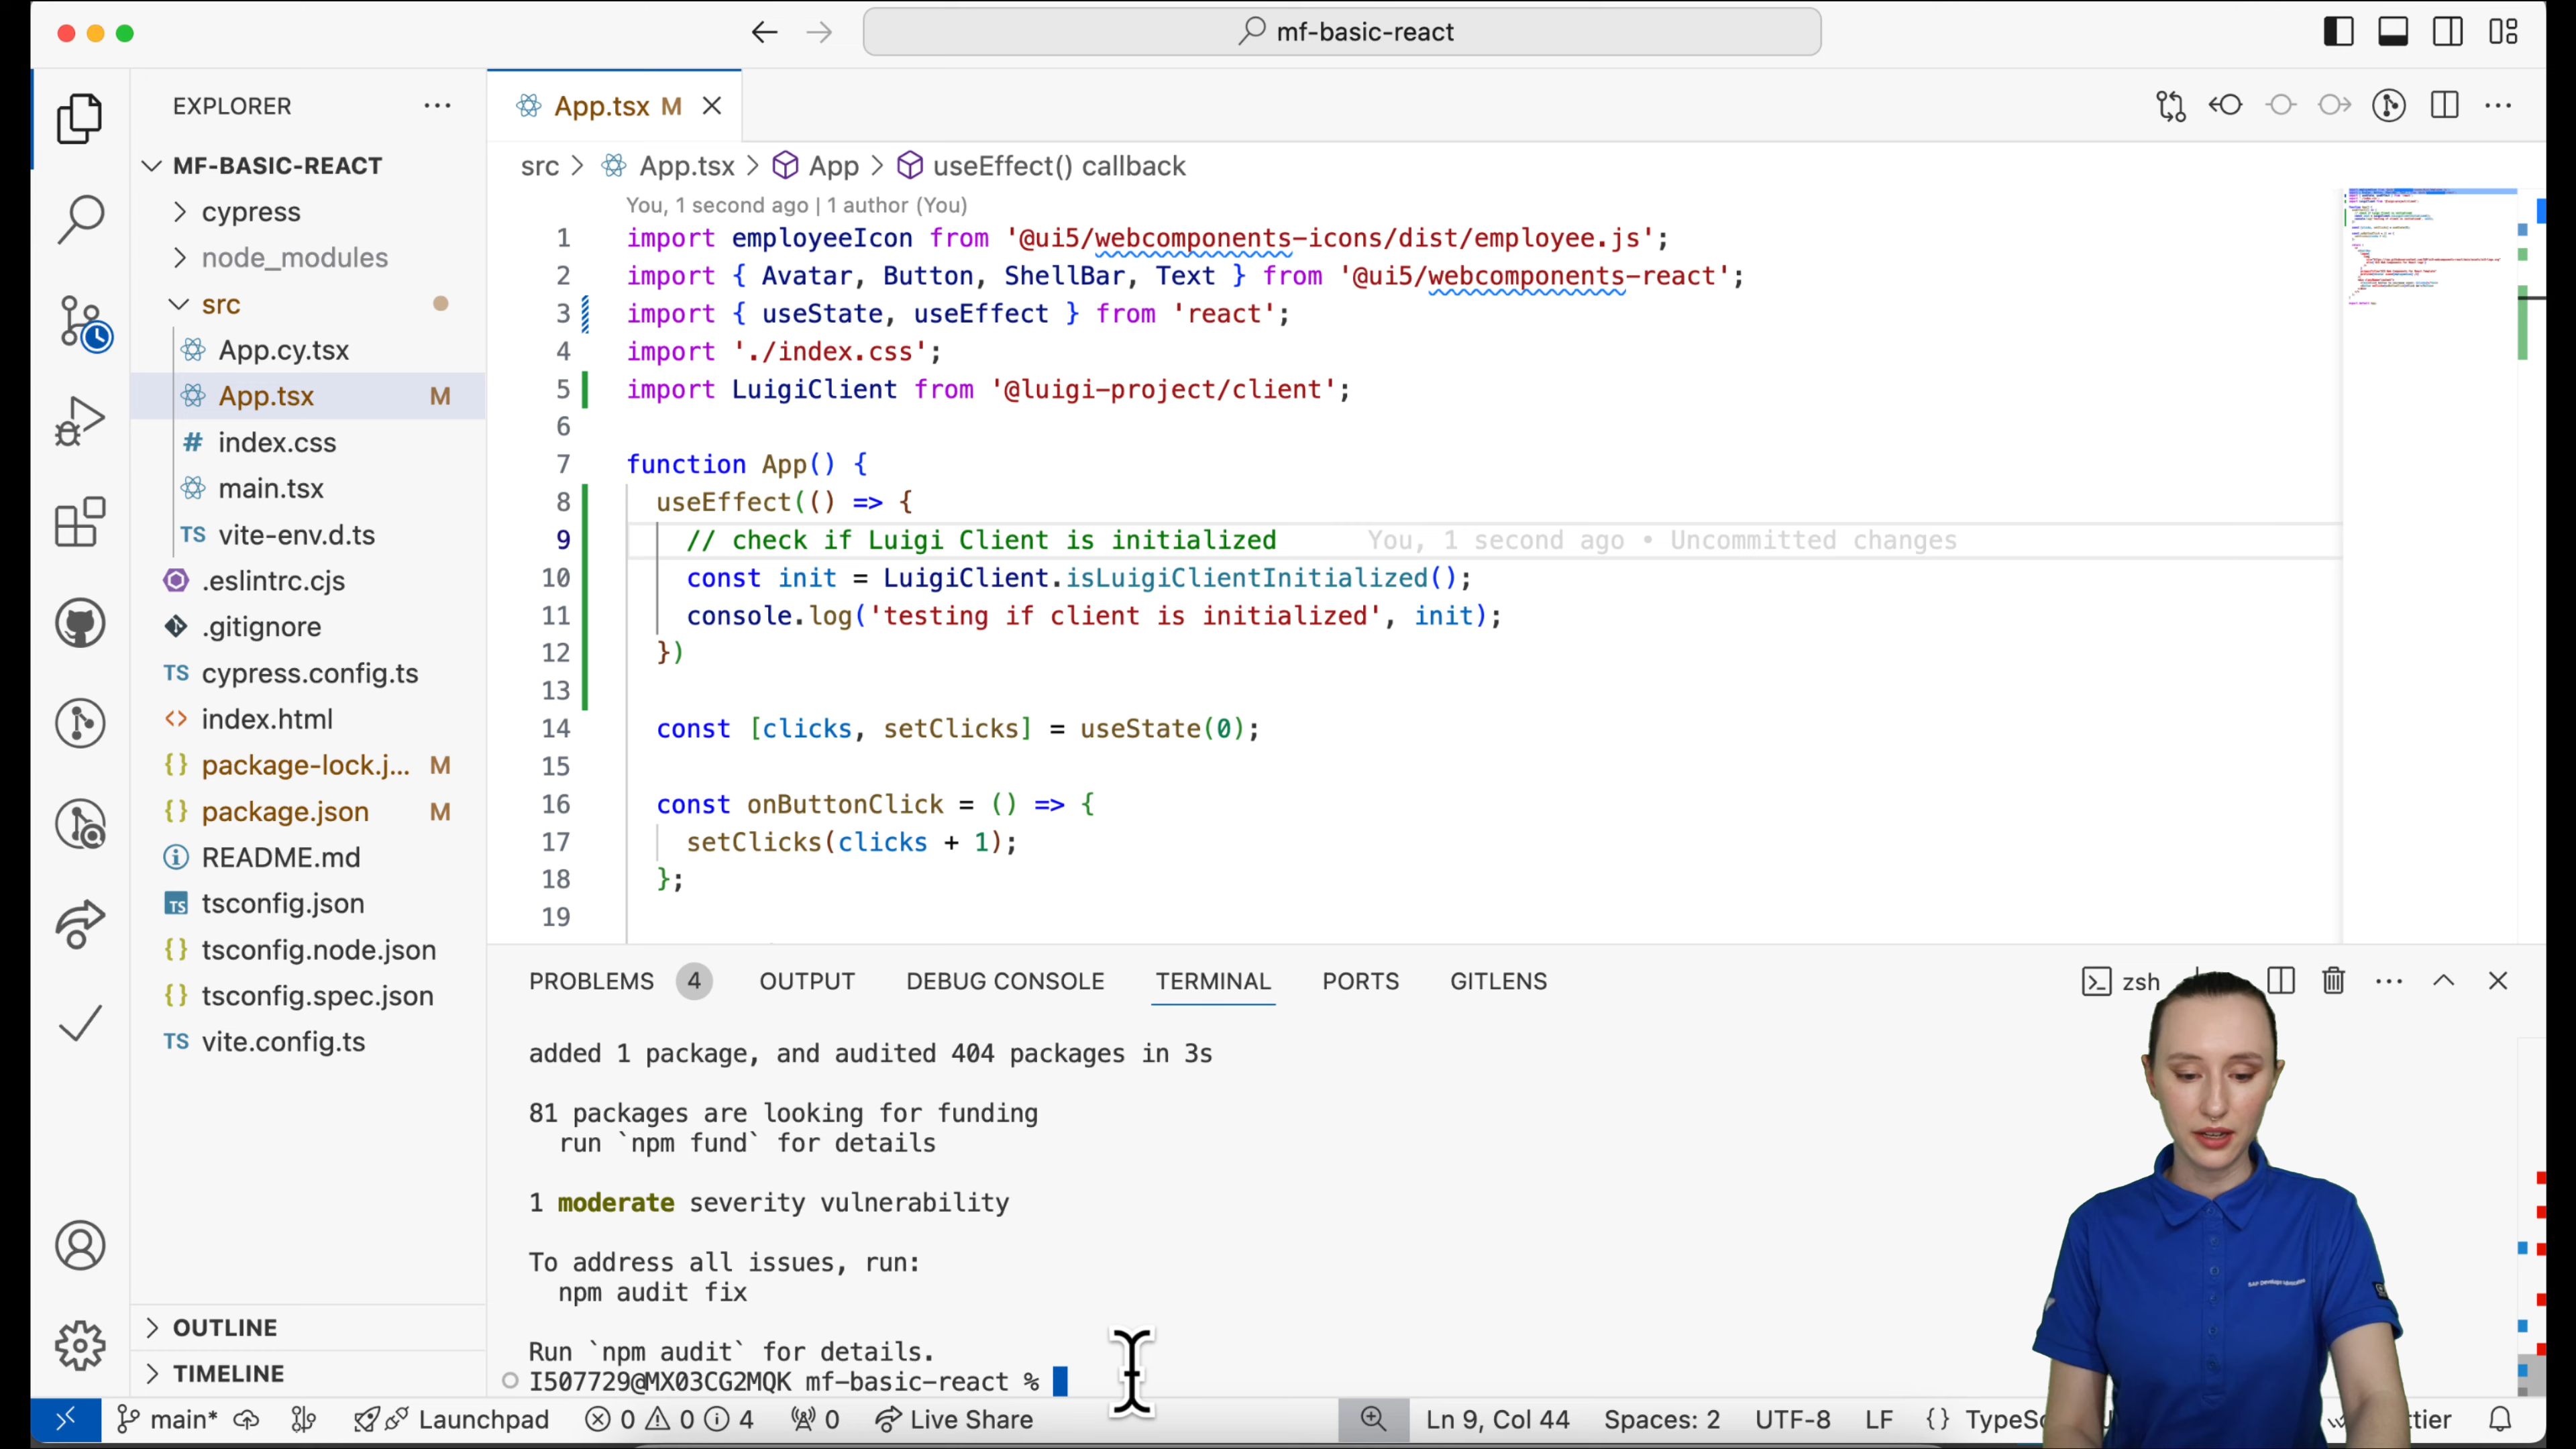 mf-basic-react
EXPLORER
MF-BASIC-REACT
cypress
node_modules
src
App.cy.tsx
App.tsx M
index.css
main.tsx
TS vite-env.d.ts
.eslintrc.cjs
.gitignore
TS cypress.config.ts
index.html
package-lock.j... M
package.json M
README.md
TS tsconfig.json
tsconfig.node.json
tsconfig.spec.json
TS vite.config.ts
OUTLINE
TIMELINE
App.tsx M
src > App.tsx > App > useEffect() callback
You, 1 second ago | 1 author (You)
1 import employeeIcon from '@ui5/webcomponents-icons/dist/employee.js';
2 import { Avatar, Button, ShellBar, Text } from '@ui5/webcomponents-react';
3 import { useState, useEffect } from 'react';
4 import './index.css';
5 import LuigiClient from '@luigi-project/client';
6
7 function App() {
8 useEffect(() => {
9 // check if Luigi Client is initialized You, 1 second ago • Uncommitted changes
10 const init = LuigiClient.isLuigiClientInitialized();
11 console.log('testing if client is initialized', init);
12 })
13
14 const [clicks, setClicks] = useState(0);
15
16 const onButtonClick = () => {
17 setClicks(clicks + 1);
18 };
19
PROBLEMS 4 OUTPUT DEBUG CONSOLE TERMINAL PORTS GITLENS
zsh
added 1 package, and audited 404 packages in 3s
81 packages are looking for funding
run `npm fund` for details
1 moderate severity vulnerability
To address all issues, run:
npm audit fix
Run `npm audit` for details.
I507729@MX03CG2MQK mf-basic-react %
main* Launchpad 0 0 4 0 Live Share Ln 9, Col 44 Spaces: 2 UTF-8 LF {}